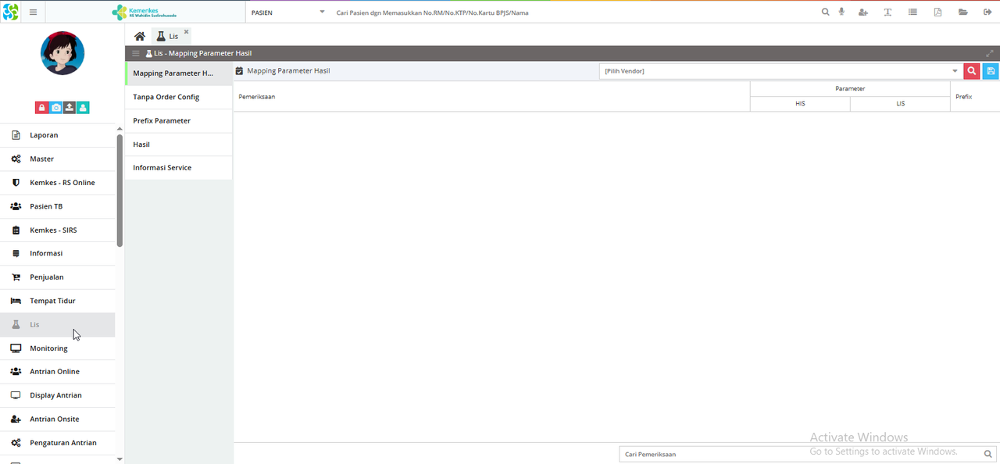 Kemenkes
RS Wahidin Sudirohusodo
PASIEN
Cari Pasien dgn Memasukkan No.RM/No.KTP/No.Kartu BPJS/Nama
Lis
Lis - Mapping Parameter Hasil
Laporan
Master
Kemkes - RS Online
Pasien TB
Kemkes - SIRS
Informasi
Penjualan
Tempat Tidur
Lis
Monitoring
Antrian Online
Display Antrian
Antrian Onsite
Pengaturan Antrian
Mapping Parameter H...
Tanpa Order Config
Prefix Parameter
Hasil
Informasi Service
Mapping Parameter Hasil
[Pilih Vendor]
Pemeriksaan
Parameter
HIS
LIS
Prefix
Cari Pemeriksaan
Activate Windows
Go to Settings to activate Windows.